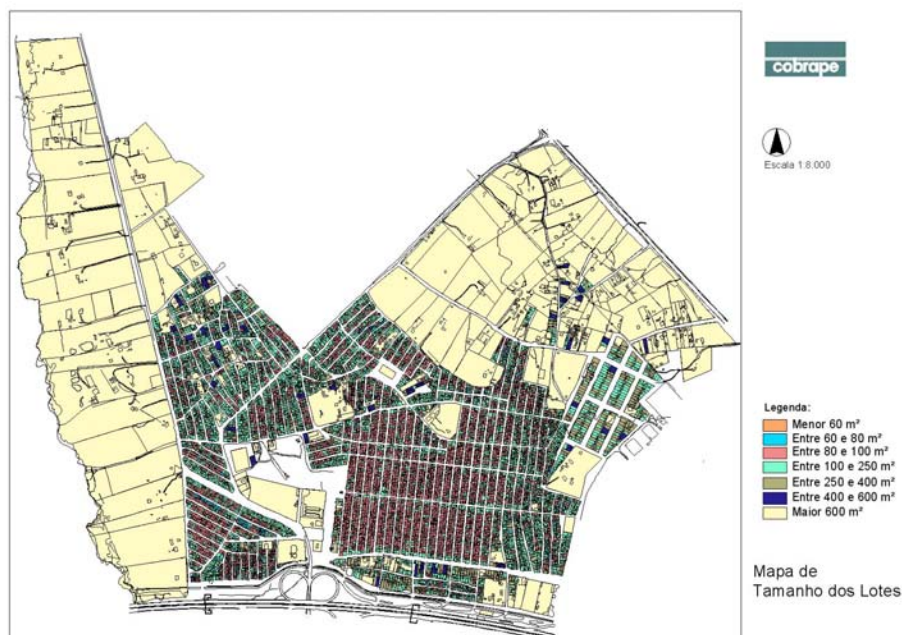 cobrape
Escala 1:8.000
Legenda:
Menor 60 m²
Entre 60 e 80 m²
Entre 80 e 100 m²
Entre 100 e 250 m²
Entre 250 e 400 m²
Entre 400 e 600 m²
Maior 600 m²
Mapa de
Tamanho dos Lotes